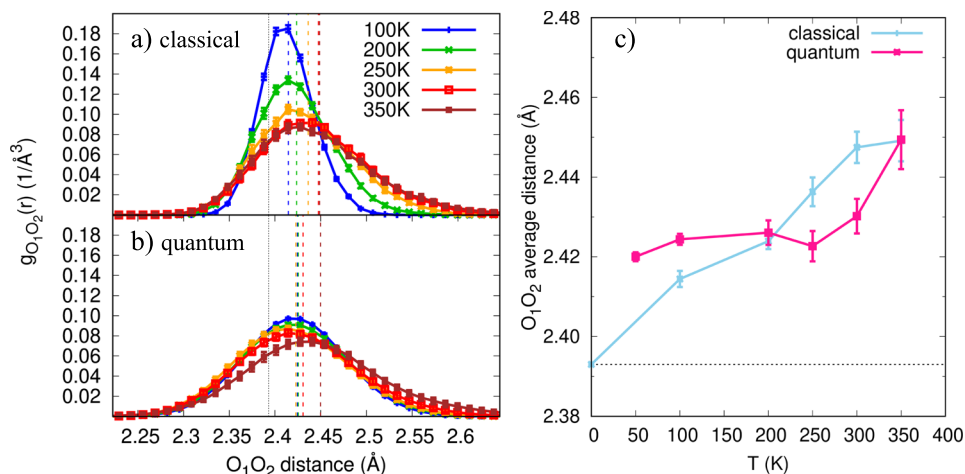 a) classical
100K
200K
250K
300K
350K
0.18
0.16
0.14
0.12
0.10
0.08
0.06
0.04
0.02
b) quantum
0.18
0.16
0.14
0.12
0.10
0.08
0.06
0.04
0.02
gO₁O₂(r) (1/Å³)
2.25 2.3 2.35 2.4 2.45 2.5 2.55 2.6
O₁O₂ distance (Å)
c)
classical
quantum
2.48
2.46
2.44
2.42
2.40
2.38
O₁O₂ average distance (Å)
0 50 100 150 200 250 300 350 400
T (K)